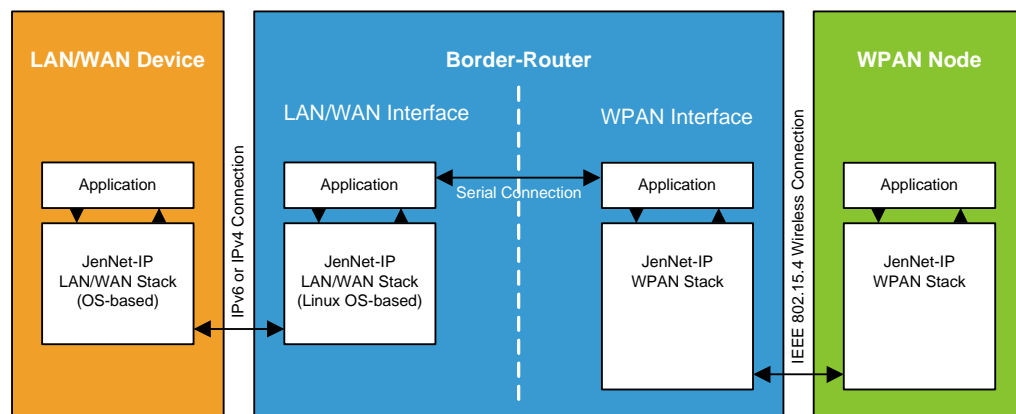 LAN/WAN Device
Border-Router
WPAN Node
LAN/WAN Interface
WPAN Interface
Application
Application
Serial Connection
Application
Application
JenNet-IP
LAN/WAN Stack
(OS-based)
IPv6 or IPv4 Connection
JenNet-IP
LAN/WAN Stack
(Linux OS-based)
JenNet-IP
WPAN Stack
IEEE 802.15.4 Wireless Connection
JenNet-IP
WPAN Stack